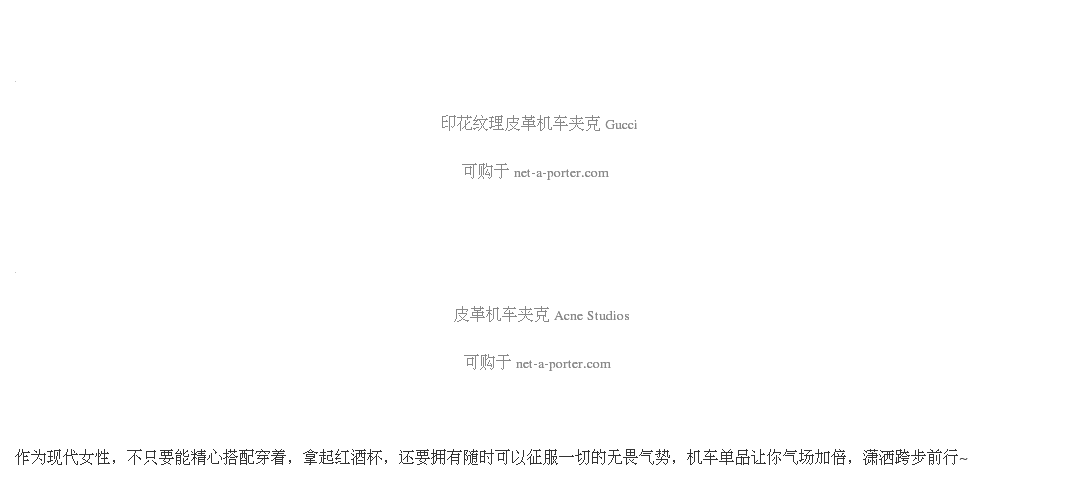 印花纹理皮革机车夹克 Gucci
可购于 net-a-porter.com
皮革机车夹克 Acne Studios
可购于 net-a-porter.com
作为现代女性，不只要能精心搭配穿着，拿起红酒杯，还要拥有随时可以征服一切的无畏气势，机车单品让你气场加倍，潇洒跨步前行~